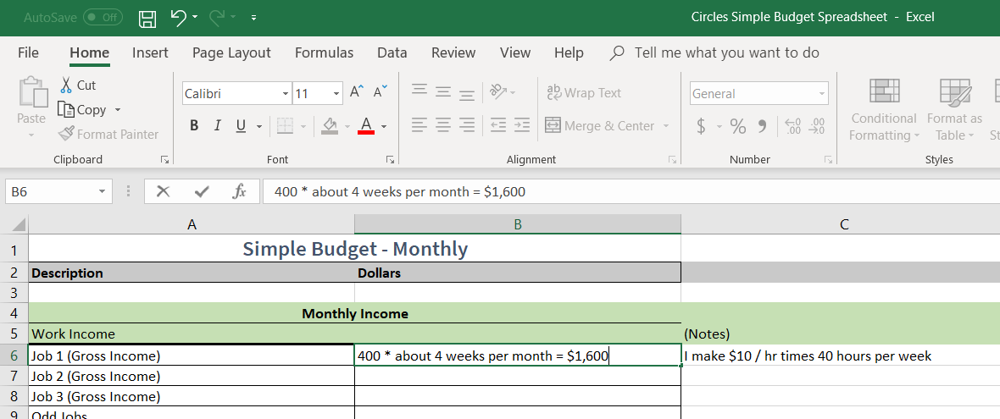 AutoSave Off Circles Simple Budget Spreadsheet - Excel
File Home Insert Page Layout Formulas Data Review View Help Tell me what you want to do
Paste
Cut
Copy
Format Painter
Clipboard
Calibri 11
B I U A
Font
ab Wrap Text
Merge & Center
Alignment
General
$ % 9 .00 .00
Number
Conditional Formatting
Format as Table
Styles
B6 fx 400 * about 4 weeks per month = $1,600
A B C
1 Simple Budget - Monthly
2 Description Dollars
3
4 Monthly Income
5 Work Income (Notes)
6 Job 1 (Gross Income) 400 * about 4 weeks per month = $1,600 I make $10 / hr times 40 hours per week
7 Job 2 (Gross Income)
8 Job 3 (Gross Income)
9 Odd Jobs